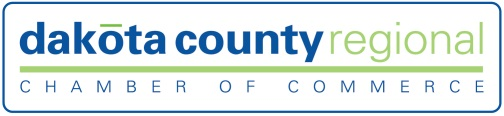 dakōta county regional
CHAMBER OF COMMERCE